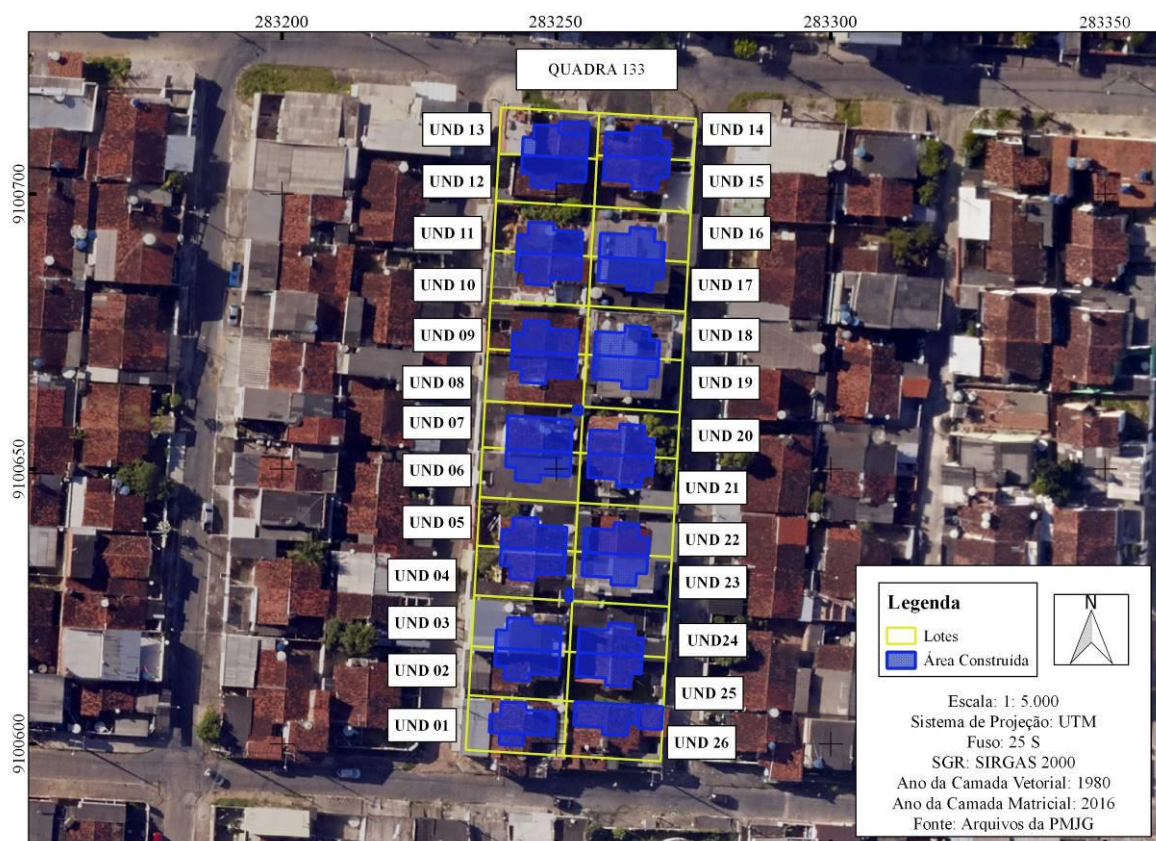 283200 283250 283300 283350
QUADRA 133
UND 13 UND 14
UND 12 UND 15
UND 11 UND 16
UND 10 UND 17
UND 09 UND 18
UND 08 UND 19
UND 07 UND 20
UND 06 UND 21
UND 05 UND 22
UND 04 UND 23
UND 03 UND24
UND 02 UND 25
UND 01 UND 26
9100700
9100650
9100600
Legenda
Lotes
Área Construída
N
Escala: 1: 5.000
Sistema de Projeção: UTM
Fuso: 25 S
SGR: SIRGAS 2000
Ano da Camada Vetorial: 1980
Ano da Camada Matricial: 2016
Fonte: Arquivos da PMJG